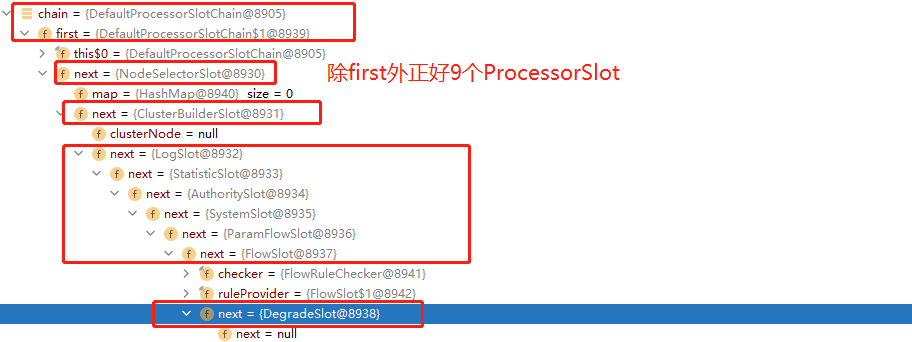 chain = {DefaultProcessorSlotChain@8905}
f first = {DefaultProcessorSlotChain$1@8939}
f this$0 = {DefaultProcessorSlotChain@8905}
f next = {NodeSelectorSlot@8930} 除first外正好9个ProcessorSlot
f map = {HashMap@8940} size = 0
f next = {ClusterBuilderSlot@8931}
f clusterNode = null
f next = {LogSlot@8932}
f next = {StatisticSlot@8933}
f next = {AuthoritySlot@8934}
f next = {SystemSlot@8935}
f next = {ParamFlowSlot@8936}
f next = {FlowSlot@8937}
f checker = {FlowRuleChecker@8941}
f ruleProvider = {FlowSlot$1@8942}
f next = {DegradeSlot@8938}
f next = null